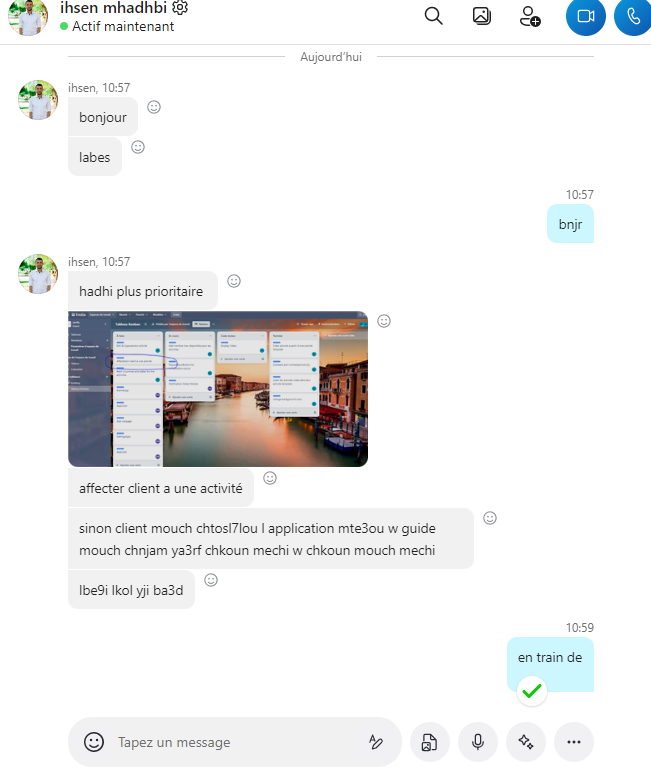 ihsen mhadhbi
Actif maintenant
Aujourd'hui
ihsen, 10:57
bonjour
labes
10:57
bnjr
ihsen, 10:57
hadhi plus prioritaire
affecter client a une activité
sinon client mouch chtosl7lou l application mte3ou w guide
mouch chnjam ya3rf chkoun mechi w chkoun mouch mechi
lbe9i lkol yji ba3d
10:59
en train de
Tapez un message